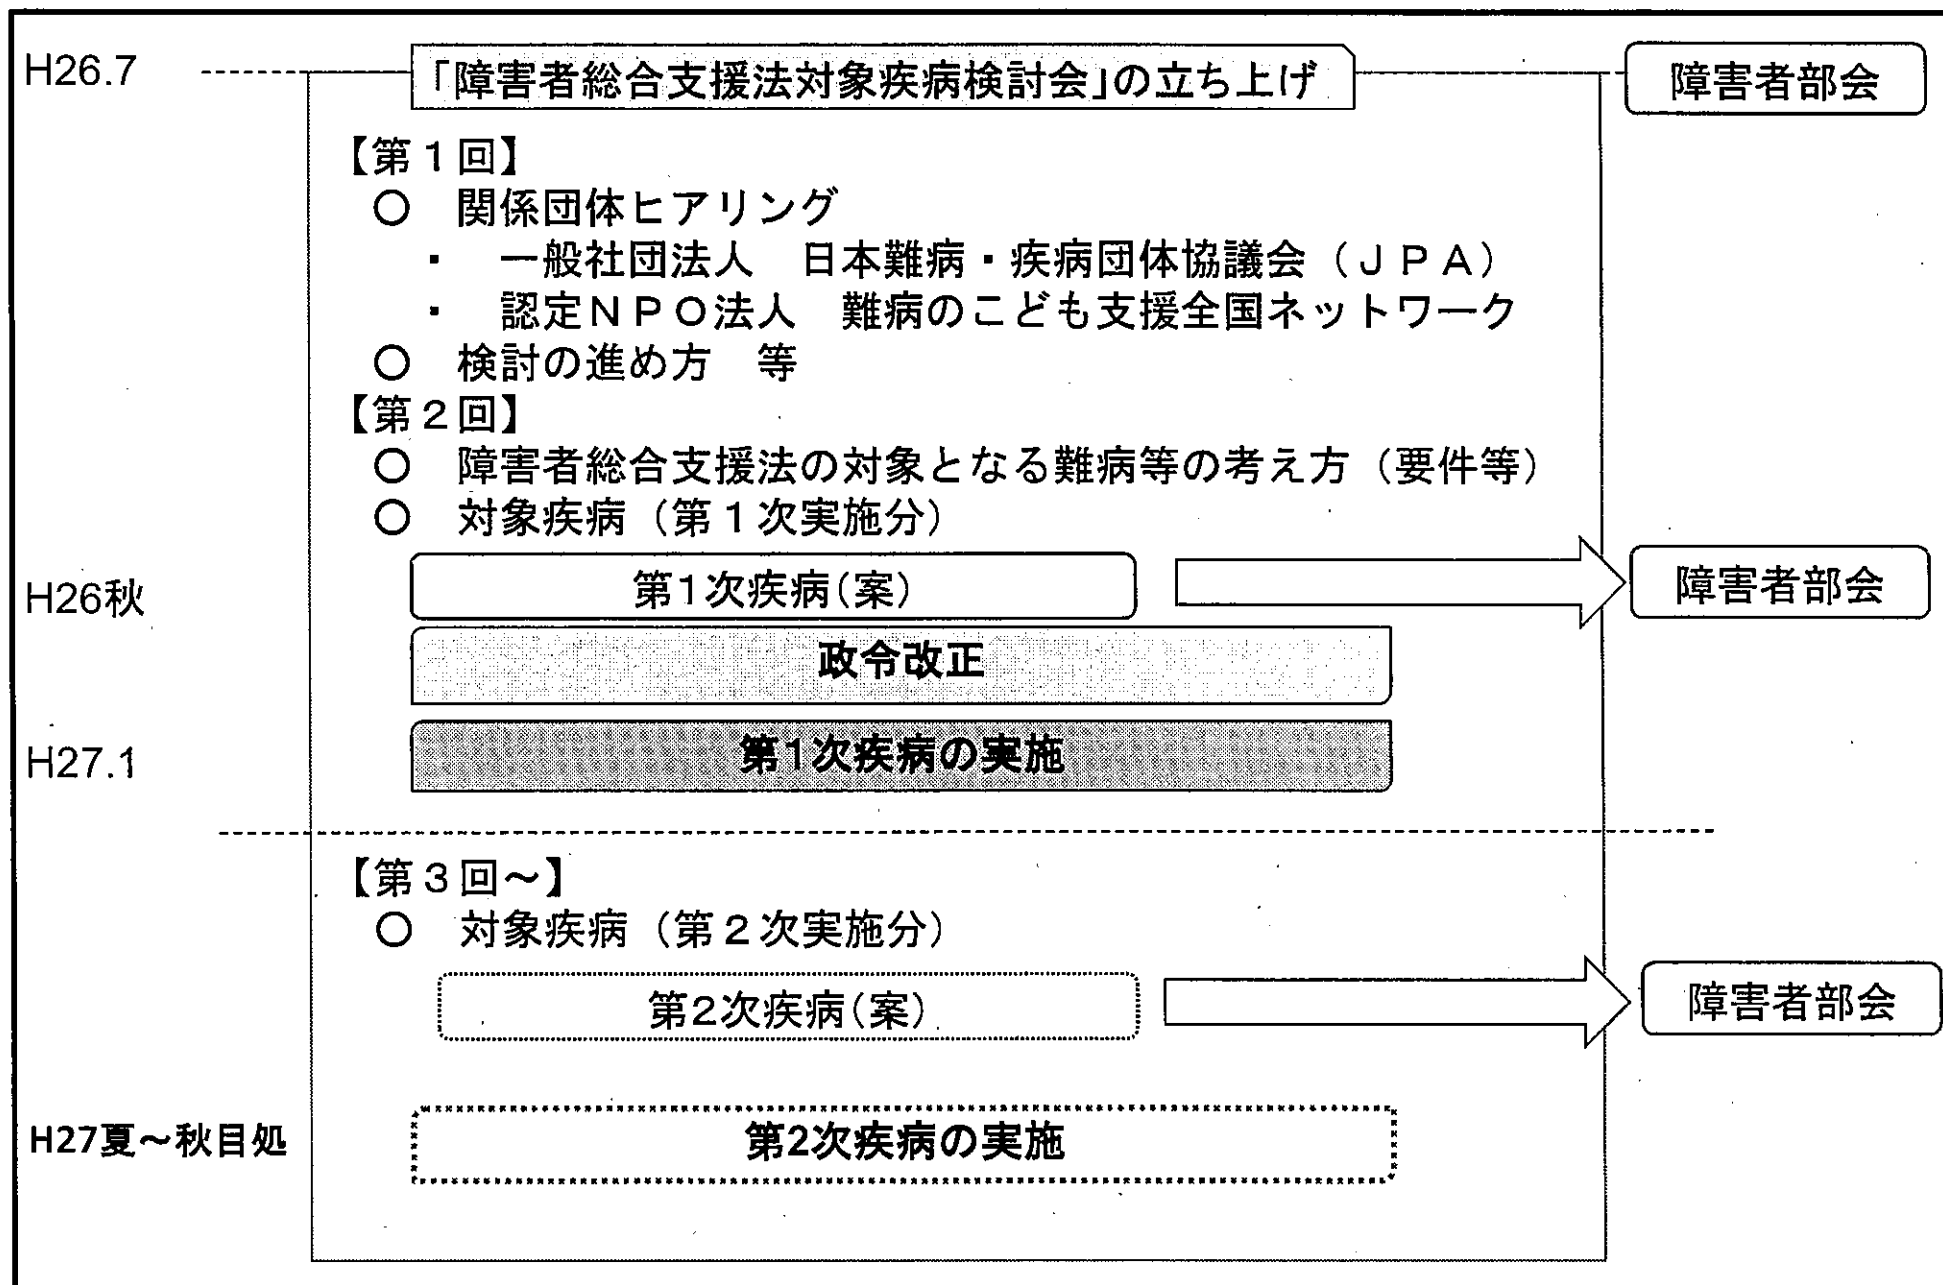 H26.7
「障害者総合支援法対象疾病検討会」の立ち上げ
障害者部会
【第１回】
○　関係団体ヒアリング
・　一般社団法人　日本難病・疾病団体協議会（ＪＰＡ）
・　認定ＮＰＯ法人　難病のこども支援全国ネットワーク
○　検討の進め方　等
【第２回】
○　障害者総合支援法の対象となる難病等の考え方（要件等）
○　対象疾病（第１次実施分）
H26秋
第1次疾病（案）
障害者部会
政令改正
H27.1
第1次疾病の実施
【第３回～】
○　対象疾病（第２次実施分）
第2次疾病（案）
障害者部会
H27夏～秋目処
第2次疾病の実施